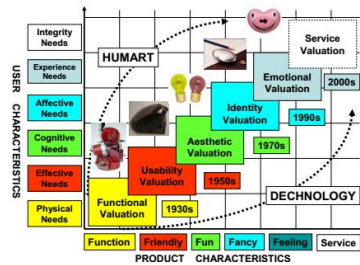 Integrity
Needs
Experience
Needs
Affective
Needs
Cognitive
Needs
Effective
Needs
Physical
Needs
USER
CHARACTERISTICS
HUMART
Service
Valuation
Emotional
Valuation
2000s
Identity
Valuation
1990s
Aesthetic
Valuation
1970s
Usability
Valuation
1950s
Functional
Valuation
1930s
DECHNOLOGY
Function
Friendly
Fun
Fancy
Feeling
Service
PRODUCT CHARACTERISTICS